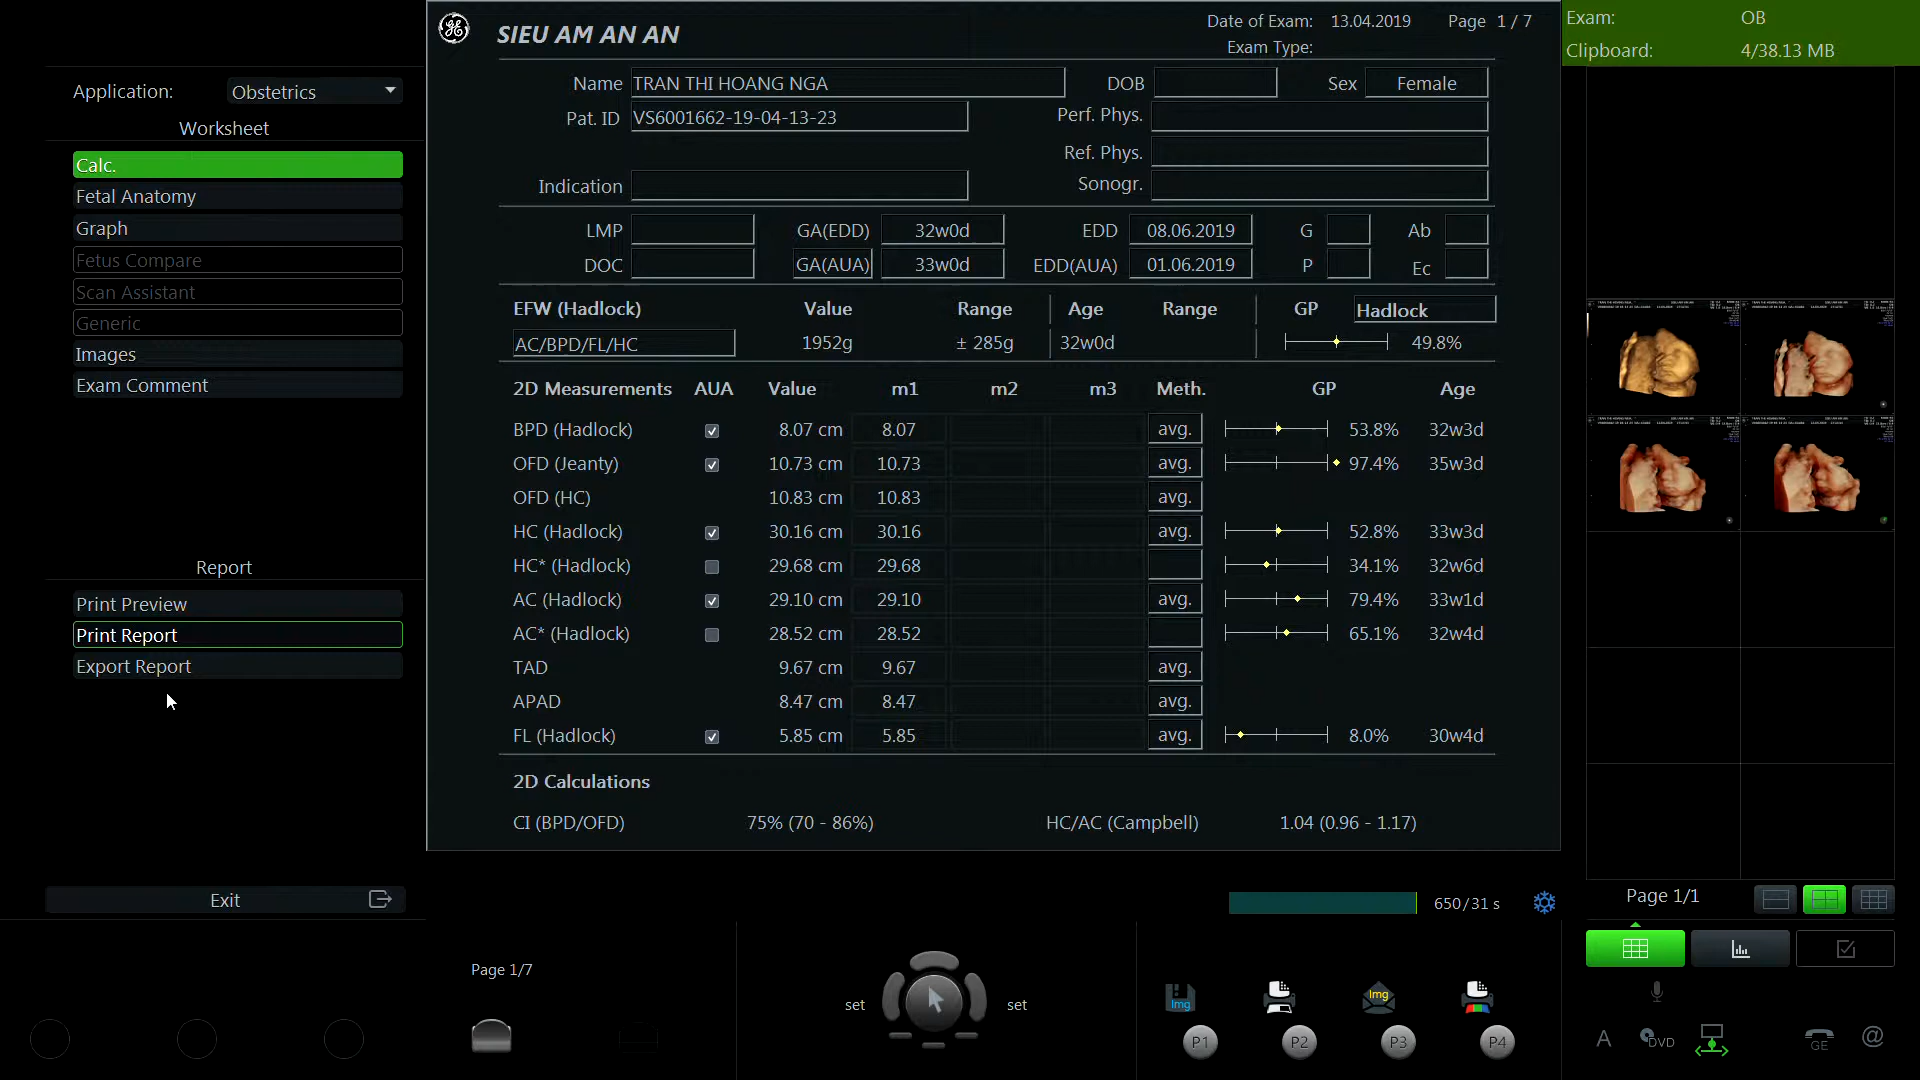 Application: Obstetrics
Worksheet
Calc.
Fetal Anatomy
Graph
Fetus Compare
Scan Assistant
Generic
Images
Exam Comment
Report
Print Preview
Print Report
Export Report
Exit
SIEU AM AN AN
Date of Exam: 13.04.2019 Page 1 / 7
Exam Type:
Name TRAN THI HOANG NGA DOB Sex Female
Pat. ID VS6001662-19-04-13-23 Perf. Phys.
Ref. Phys.
Indication Sonogr.
LMP GA(EDD) 32w0d EDD 08.06.2019 G Ab
DOC GA(AUA) 33w0d EDD(AUA) 01.06.2019 P Ec
EFW (Hadlock) Value Range Age Range GP Hadlock
AC/BPD/FL/HC 1952g ± 285g 32w0d 49.8%
2D Measurements AUA Value m1 m2 m3 Meth. GP Age
BPD (Hadlock) 8.07 cm 8.07 avg. 53.8% 32w3d
OFD (Jeanty) 10.73 cm 10.73 avg. 97.4% 35w3d
OFD (HC) 10.83 cm 10.83 avg.
HC (Hadlock) 30.16 cm 30.16 avg. 52.8% 33w3d
HC* (Hadlock) 29.68 cm 29.68 34.1% 32w6d
AC (Hadlock) 29.10 cm 29.10 avg. 79.4% 33w1d
AC* (Hadlock) 28.52 cm 28.52 65.1% 32w4d
TAD 9.67 cm 9.67 avg.
APAD 8.47 cm 8.47 avg.
FL (Hadlock) 5.85 cm 5.85 avg. 8.0% 30w4d
2D Calculations
CI (BPD/OFD) 75% (70 - 86%) HC/AC (Campbell) 1.04 (0.96 - 1.17)
650/31 s
Page 1/7
set set
Img Img
P1 P2 P3 P4
Exam: OB
Clipboard: 4/38.13 MB
Page 1/1
A DVD GE @